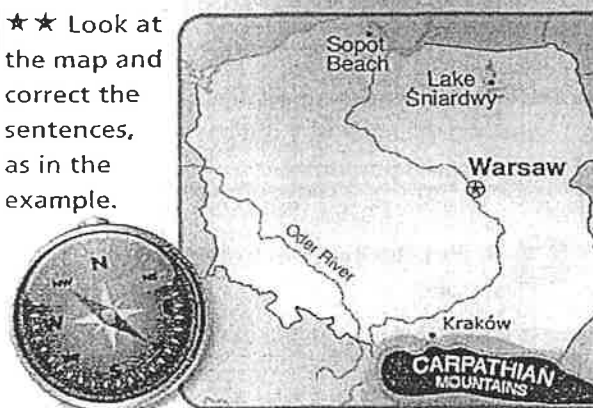 ★★ Look at
the map and
correct the
sentences,
as in the
example.
Sopot
Beach
Lake
Śniardwy
Warsaw
Oder River
Kraków
CARPATHIAN
MOUNTAINS
N
NW
W
S